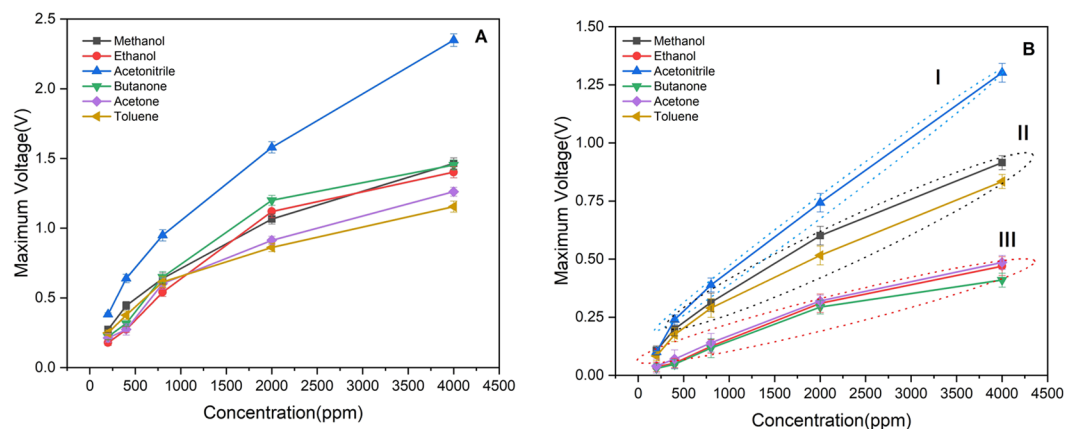 A
Methanol
Ethanol
Acetonitrile
Butanone
Acetone
Toluene
Maximum Voltage(V)
2.5
2.0
1.5
1.0
0.5
0.0
0 500 1000 1500 2000 2500 3000 3500 4000 4500
Concentration(ppm)
B
Methanol
Ethanol
Acetonitrile
Butanone
Acetone
Toluene
I
II
III
Maximum Voltage(V)
1.50
1.25
1.00
0.75
0.50
0.25
0.00
0 500 1000 1500 2000 2500 3000 3500 4000 4500
Concentration(ppm)